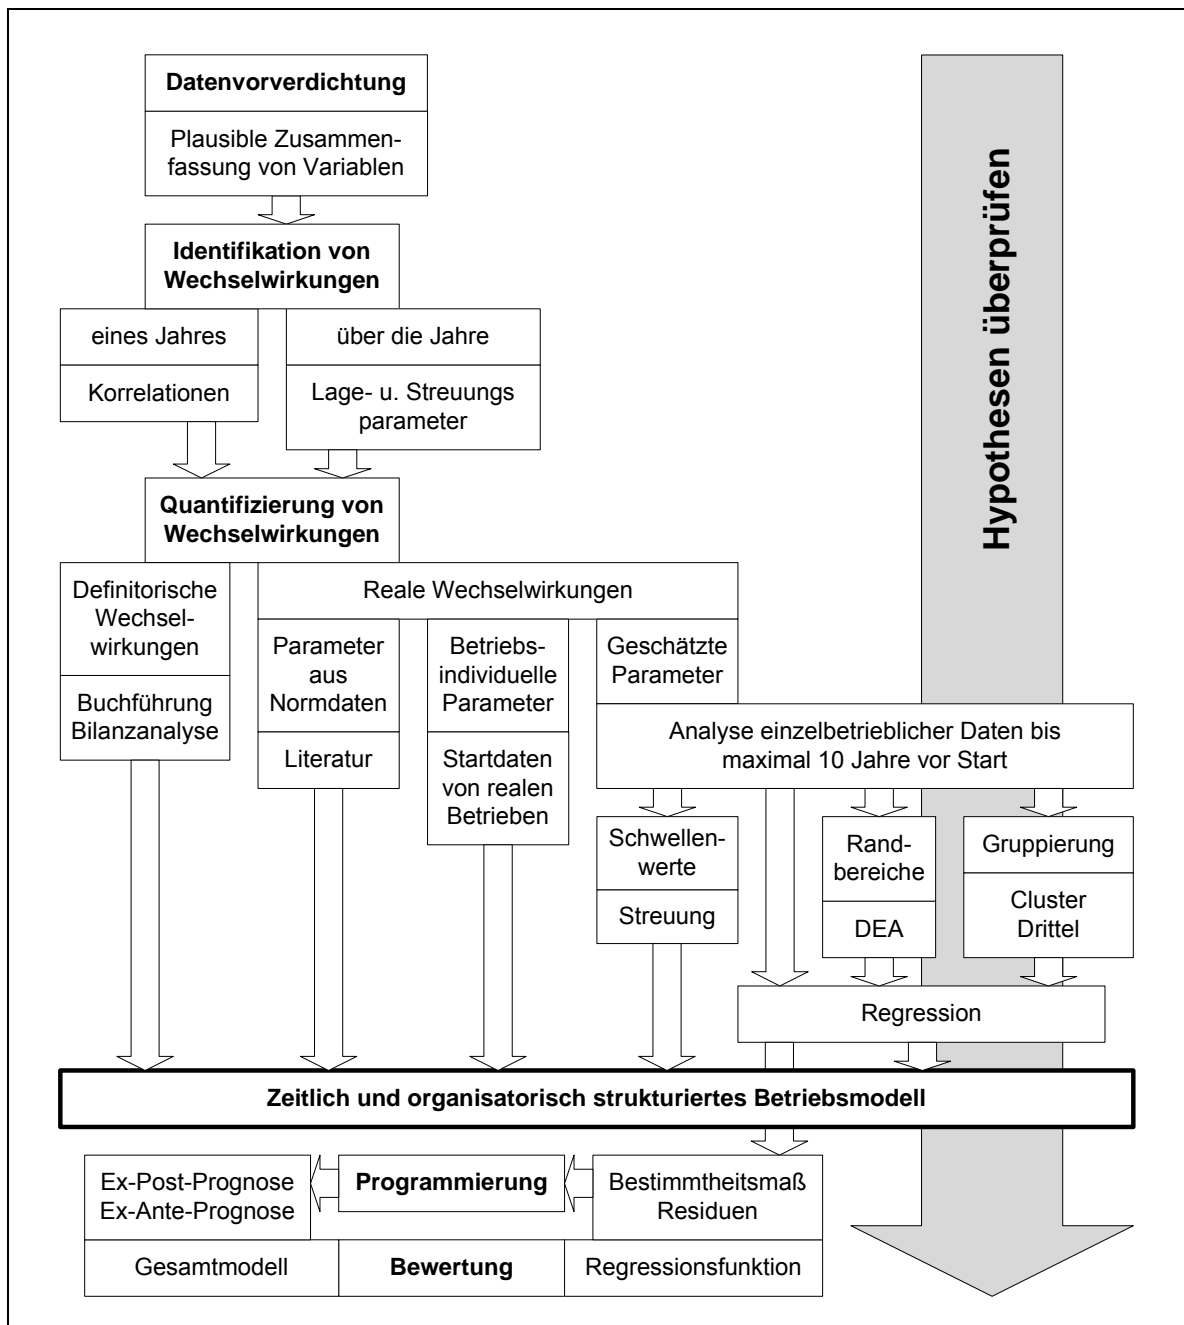 Datenvorverdichtung
Plausible Zusammen-
fassung von Variablen
Identifikation von
Wechselwirkungen
eines Jahres
über die Jahre
Korrelationen
Lage- u. Streuungs
parameter
Quantifizierung von
Wechselwirkungen
Definitorische
Wechsel-
wirkungen
Reale Wechselwirkungen
Parameter
aus
Normdaten
Betriebs-
individuelle
Parameter
Geschätzte
Parameter
Buchführung
Bilanzanalyse
Literatur
Startdaten
von realen
Betrieben
Analyse einzelbetrieblicher Daten bis
maximal 10 Jahre vor Start
Schwellen-
werte
Streuung
Rand-
bereiche
DEA
Gruppierung
Cluster
Drittel
Regression
Hypothesen überprüfen
Zeitlich und organisatorisch strukturiertes Betriebsmodell
Ex-Post-Prognose
Ex-Ante-Prognose
Programmierung
Bestimmtheitsmaß
Residuen
Gesamtmodell
Bewertung
Regressionsfunktion